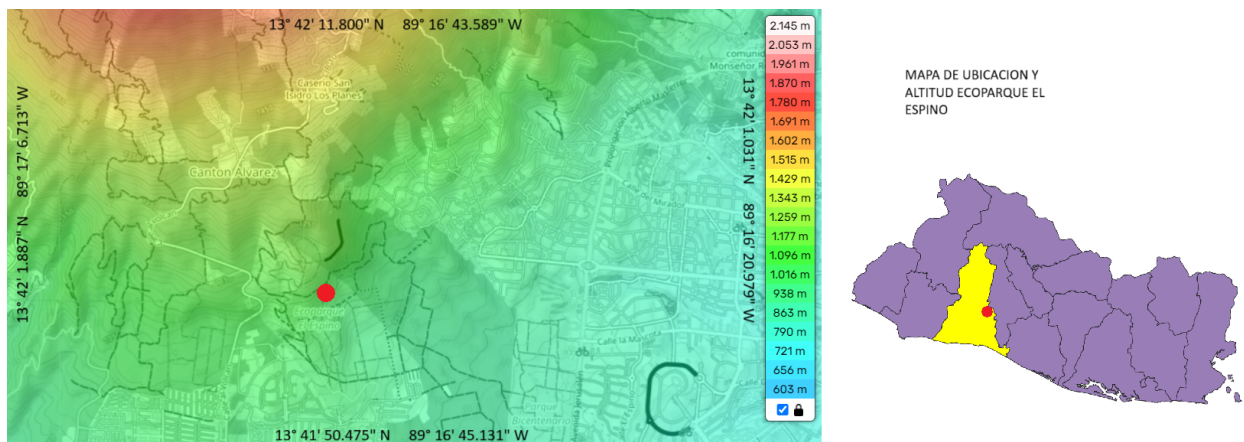 13° 42' 11.800" N    89° 16' 43.589" W
comunid
Monseñor R
Caserío San
Isidro Los Planes
Cantón Álvarez
13° 42' 1.887" N    89° 17' 6.713" W
13° 42' 1.031" N    89° 16' 20.979" W
Ecoparque
el Espino
Calle la Mascota
Parque
Bicentenario
13° 41' 50.475" N    89° 16' 45.131" W
2.145 m
2.053 m
1.961 m
1.870 m
1.780 m
1.691 m
1.602 m
1.515 m
1.429 m
1.343 m
1.259 m
1.177 m
1.096 m
1.016 m
938 m
863 m
790 m
721 m
656 m
603 m
MAPA DE UBICACION Y
ALTITUD ECOPARQUE EL
ESPINO